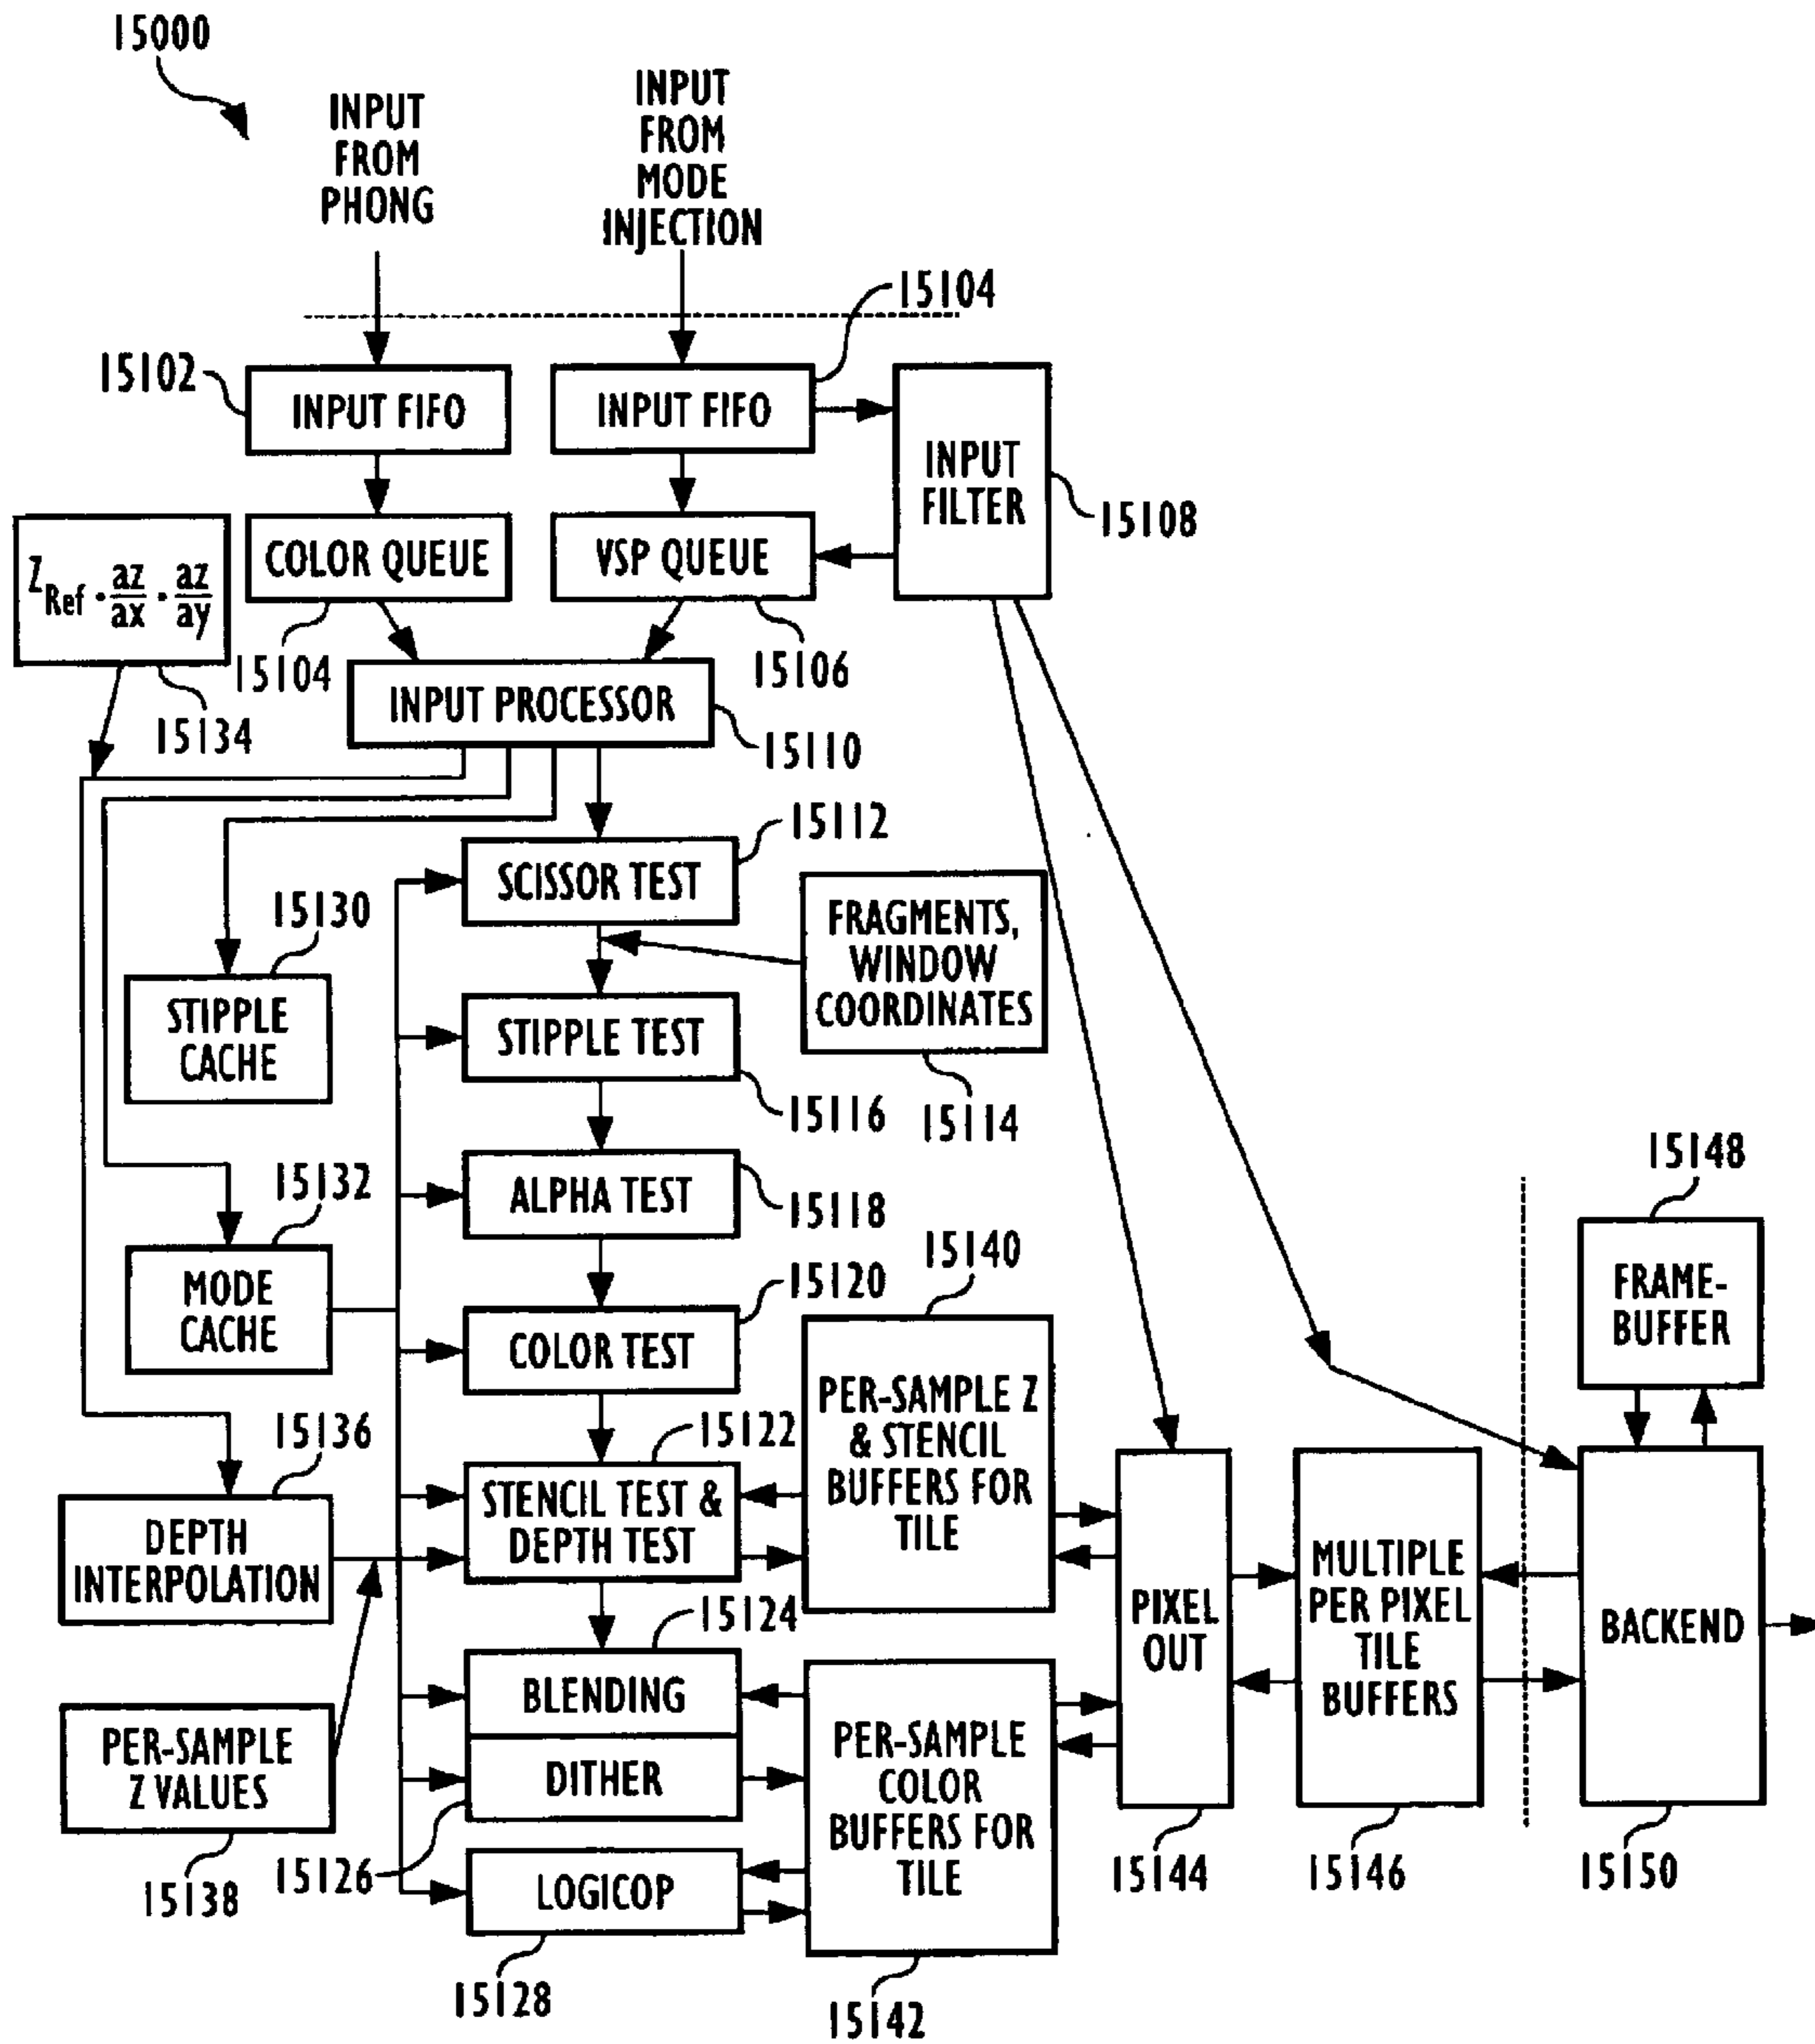 15000
INPUT
FROM
PHONG
INPUT
FROM
MODE
INJECTION
15104
15102
INPUT FIFO
INPUT FIFO
INPUT
FILTER
15108
COLOR QUEUE
VSP QUEUE
Z Ref · az/ax · az/ay
15134
15104
15106
INPUT PROCESSOR
15110
15112
SCISSOR TEST
FRAGMENTS,
WINDOW
COORDINATES
15114
15130
STIPPLE
CACHE
STIPPLE TEST
15116
ALPHA TEST
15118
15132
MODE
CACHE
15120
COLOR TEST
15140
PER-SAMPLE Z
& STENCIL
BUFFERS FOR
TILE
15148
FRAME-
BUFFER
15136
DEPTH
INTERPOLATION
15122
STENCIL TEST &
DEPTH TEST
15124
BLENDING
DITHER
15126
PER-SAMPLE
Z VALUES
15138
LOGICOP
15128
PER-SAMPLE
COLOR
BUFFERS FOR
TILE
15142
PIXEL
OUT
15144
MULTIPLE
PER PIXEL
TILE
BUFFERS
15146
BACKEND
15150